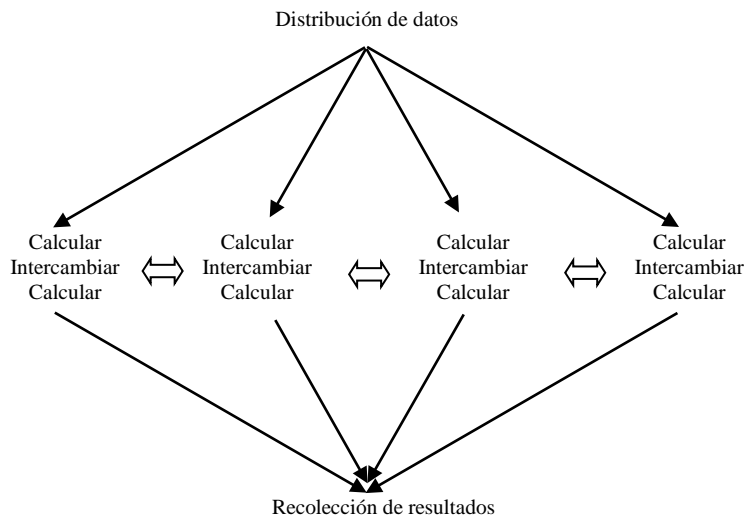 Distribución de datos
Calcular
Intercambiar
Calcular
Calcular
Intercambiar
Calcular
Calcular
Intercambiar
Calcular
Calcular
Intercambiar
Calcular
Recolección de resultados